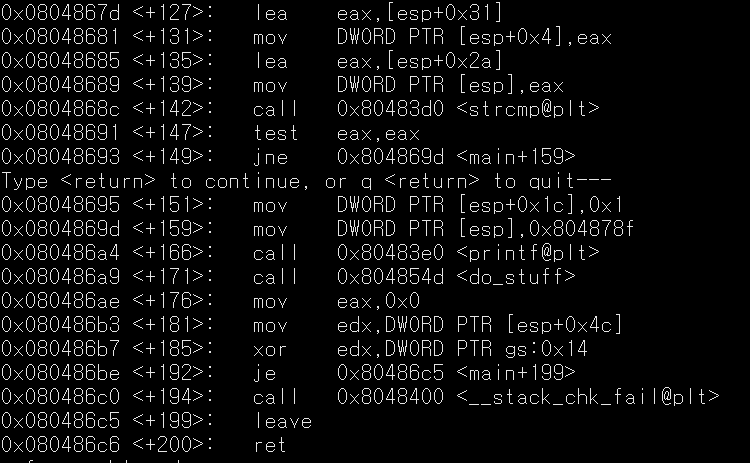 0x0804867d <+127>: lea eax,[esp+0x31]
0x08048681 <+131>: mov DWORD PTR [esp+0x4],eax
0x08048685 <+135>: lea eax,[esp+0x2a]
0x08048689 <+139>: mov DWORD PTR [esp],eax
0x0804868c <+142>: call 0x80483d0 <strcmp@plt>
0x08048691 <+147>: test eax,eax
0x08048693 <+149>: jne 0x804869d <main+159>
Type <return> to continue, or q <return> to quit---
0x08048695 <+151>: mov DWORD PTR [esp+0x1c],0x1
0x0804869d <+159>: mov DWORD PTR [esp],0x804878f
0x080486a4 <+166>: call 0x80483e0 <printf@plt>
0x080486a9 <+171>: call 0x804854d <do_stuff>
0x080486ae <+176>: mov eax,0x0
0x080486b3 <+181>: mov edx,DWORD PTR [esp+0x4c]
0x080486b7 <+185>: xor edx,DWORD PTR gs:0x14
0x080486be <+192>: je 0x80486c5 <main+199>
0x080486c0 <+194>: call 0x8048400 <__stack_chk_fail@plt>
0x080486c5 <+199>: leave
0x080486c6 <+200>: ret